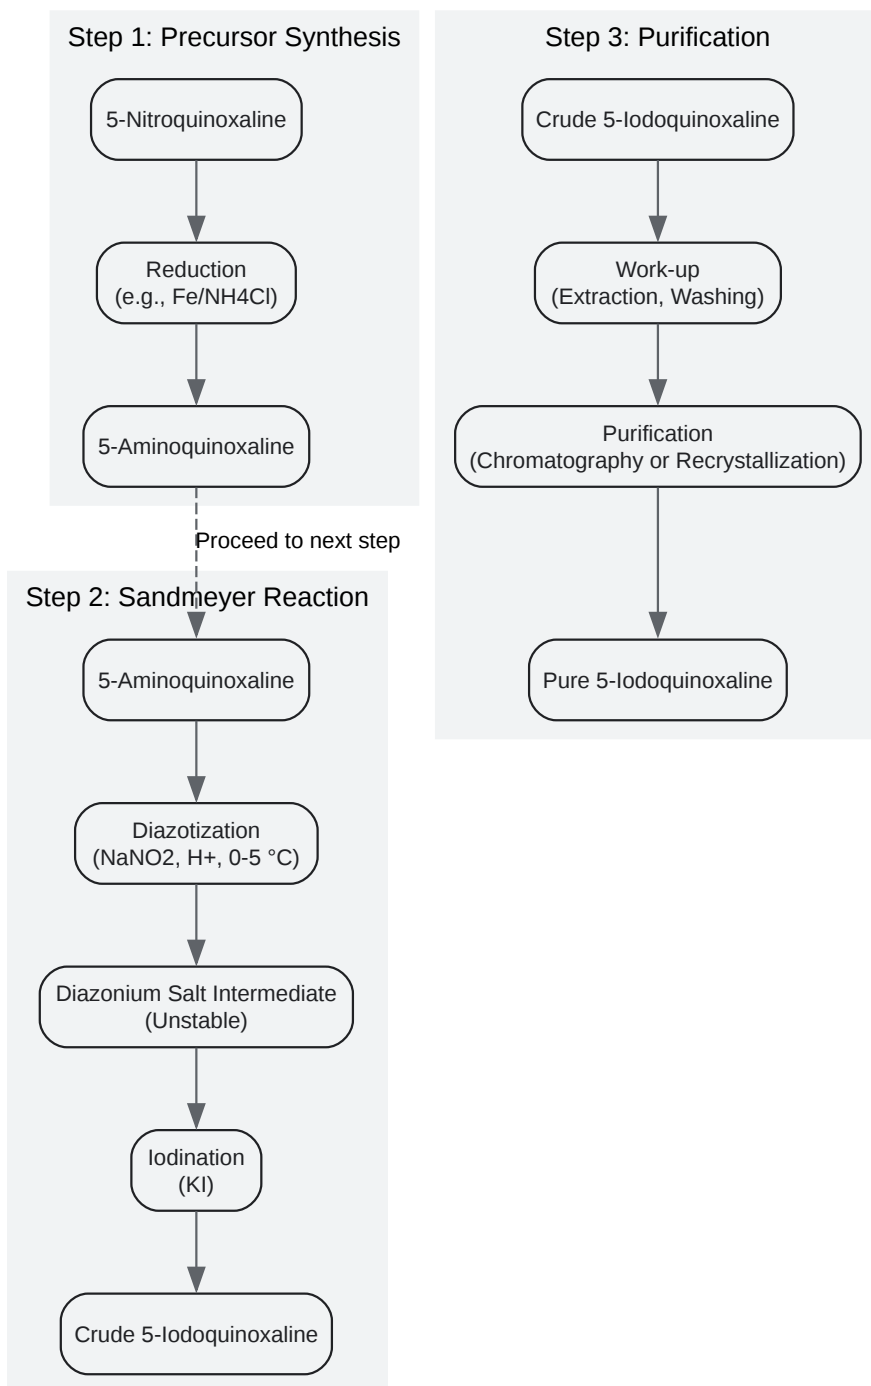 Step 1: Precursor Synthesis
5-Nitroquinoxaline
Reduction
(e.g., Fe/NH4Cl)
5-Aminoquinoxaline
Proceed to next step
Step 2: Sandmeyer Reaction
5-Aminoquinoxaline
Diazotization
(NaNO2, H+, 0-5 °C)
Diazonium Salt Intermediate
(Unstable)
Iodination
(KI)
Crude 5-Iodoquinoxaline
Step 3: Purification
Crude 5-Iodoquinoxaline
Work-up
(Extraction, Washing)
Purification
(Chromatography or Recrystallization)
Pure 5-Iodoquinoxaline